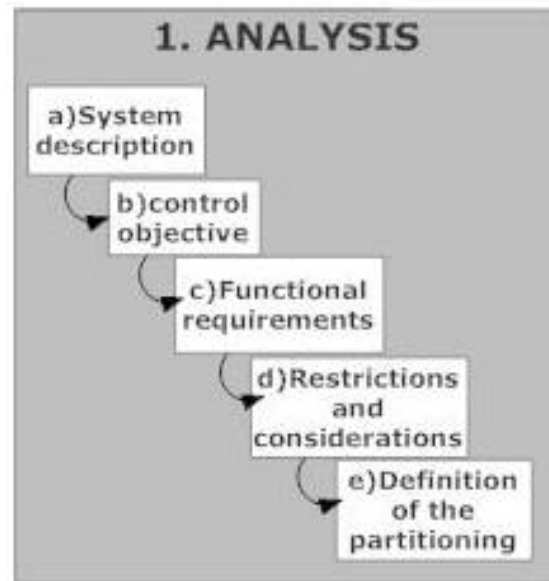 1. ANALYSIS
a)System
description
b)control
objective
c)Functional
requirements
d)Restrictions
and
considerations
e)Definition
of the
partitioning